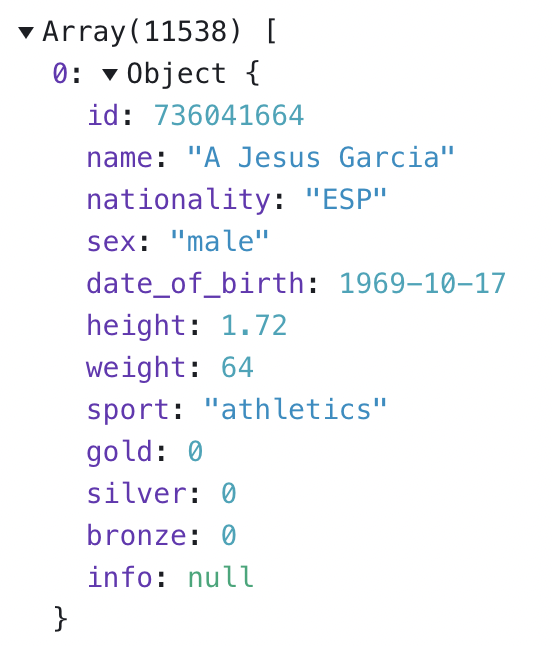 ▼Array(11538) [
0: ▼Object {
id: 736041664
name: "A Jesus Garcia"
nationality: "ESP"
sex: "male"
date_of_birth: 1969-10-17
height: 1.72
weight: 64
sport: "athletics"
gold: 0
silver: 0
bronze: 0
info: null
}